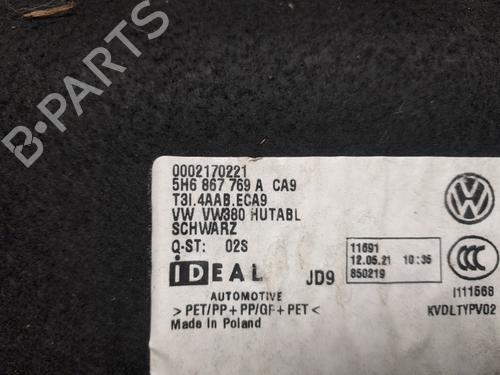 B-PARTS
0002170221
5H6 867 769 A CA9
T3I.4AAB.ECA9
VW VW380 HUTABL
SCHWARZ
Q-ST: 02S
IDEAL
AUTOMOTIVE
JD9
11691
12.05.21 10:35
850219
I111568
KVDLTYPV02
> PET/PP + PP/GF + PET <
Made in Poland